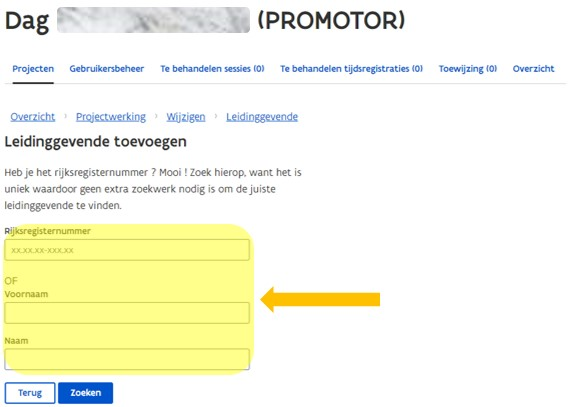 Dag (PROMOTOR)
Projecten Gebruikersbeheer Te behandelen sessies (0) Te behandelen tijdsregistraties (0) Toewijzing (0) Overzicht
Overzicht > Projectwerking > Wijzigen > Leidinggevende
Leidinggevende toevoegen
Heb je het rijksregisternummer ? Mooi ! Zoek hierop, want het is
uniek waardoor geen extra zoekwerk nodig is om de juiste
leidinggevende te vinden.
Rijksregisternummer
xx.xx.xx-xxx.xx
OF
Voornaam
Naam
Terug Zoeken